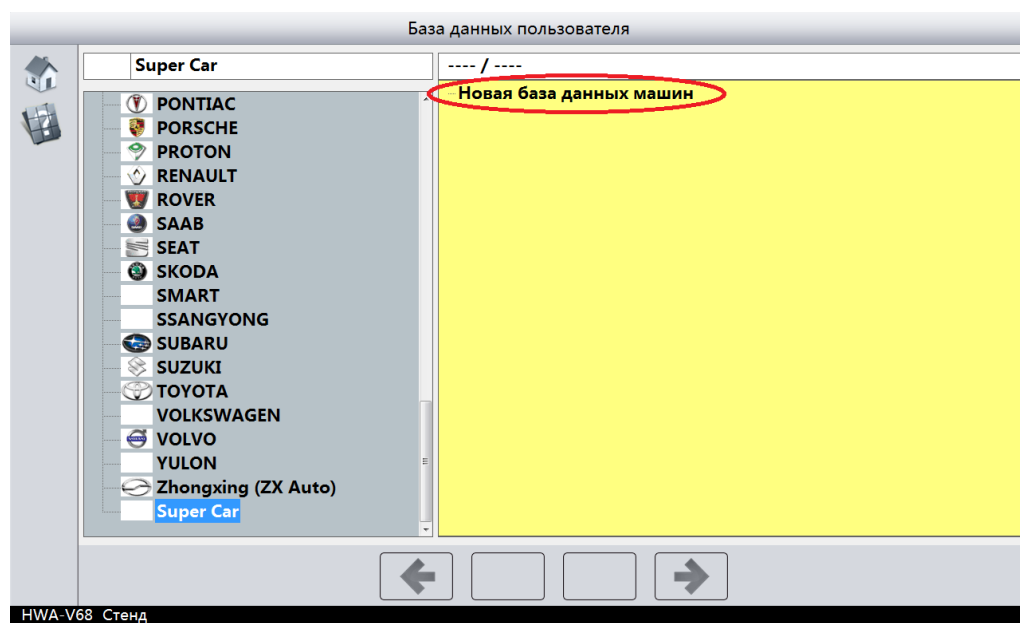 База данных пользователя
Super Car
---- / ----
Новая база данных машин
PONTIAC
PORSCHE
PROTON
RENAULT
ROVER
SAAB
SEAT
SKODA
SMART
SSANGYONG
SUBARU
SUZUKI
TOYOTA
VOLKSWAGEN
VOLVO
YULON
Zhongxing (ZX Auto)
Super Car
HWA-V68 Стенд